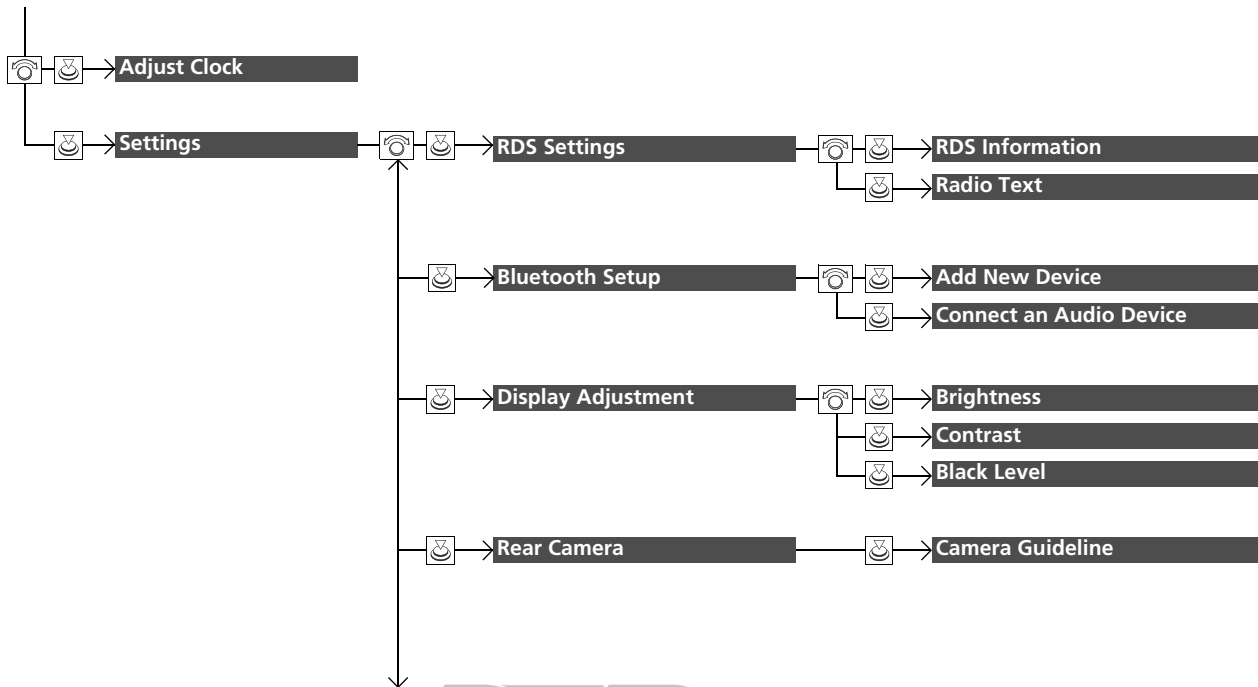 Adjust Clock
Settings
RDS Settings
RDS Information
Radio Text
Bluetooth Setup
Add New Device
Connect an Audio Device
Display Adjustment
Brightness
Contrast
Black Level
Rear Camera
Camera Guideline